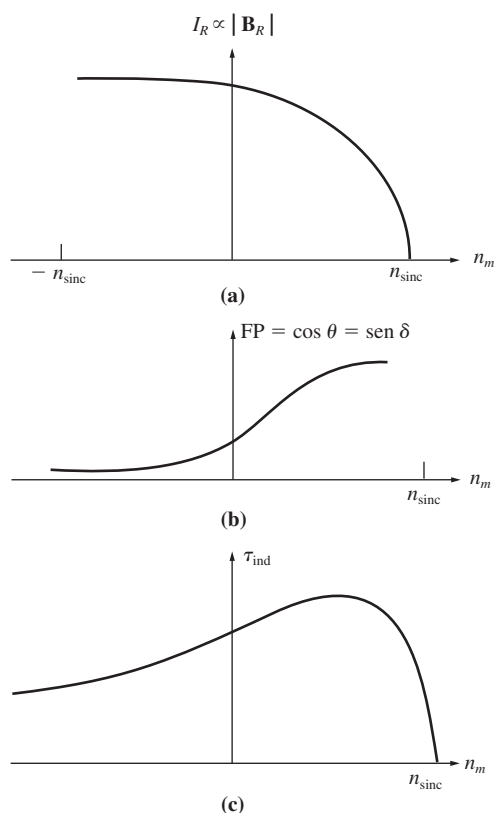 I_R ∝ | B_R |
− n_sinc n_sinc n_m
(a)
FP = cos θ = sen δ
n_sinc n_m
(b)
τ_ind
n_sinc n_m
(c)